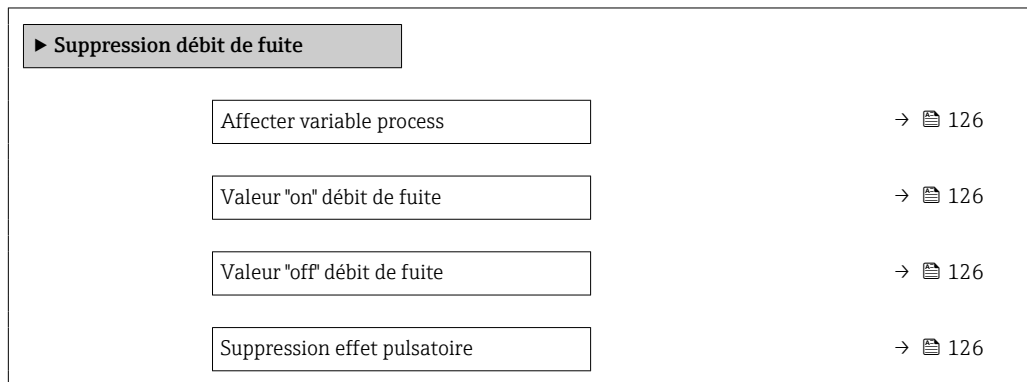 ▶ Suppression débit de fuite
Affecter variable process → 126
Valeur "on" débit de fuite → 126
Valeur "off" débit de fuite → 126
Suppression effet pulsatoire → 126